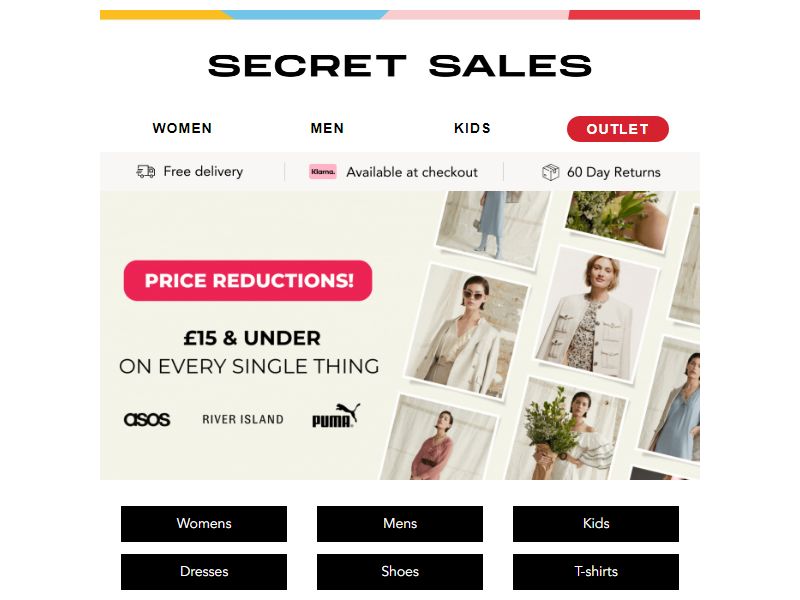 SECRET SALES
WOMEN MEN KIDS OUTLET
Free delivery Klarna. Available at checkout 60 Day Returns
PRICE REDUCTIONS!
£15 & UNDER
ON EVERY SINGLE THING
asos RIVER ISLAND PUMA
Womens Mens Kids
Dresses Shoes T-shirts